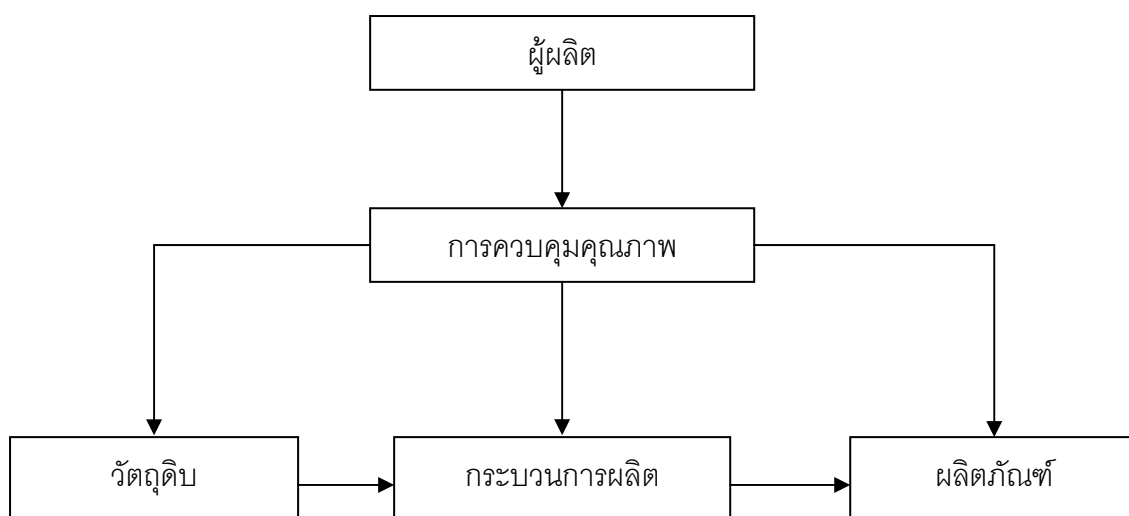 ผู้ผลิต
การควบคุมคุณภาพ
วัตถุดิบ
กระบวนการผลิต
ผลิตภัณฑ์